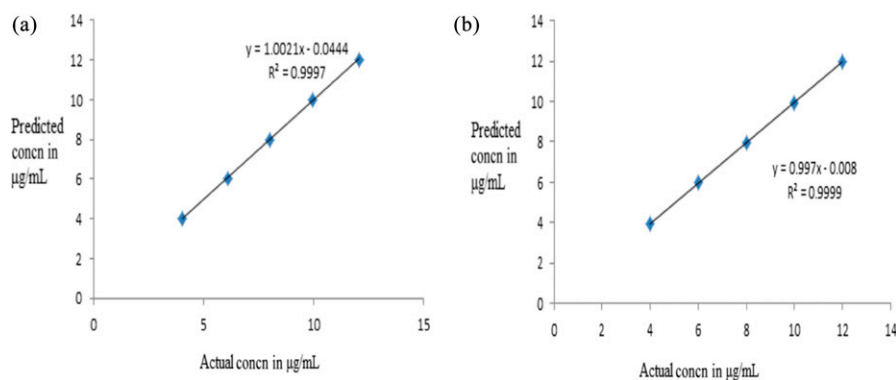 (a)
14
12
10
8
6
4
2
0
Predicted
concn in
µg/mL
y = 1.0021x - 0.0444
R² = 0.9997
0 5 10 15
Actual concn in µg/mL
(b)
14
12
10
8
6
4
2
0
Predicted
concn in
µg/mL
y = 0.997x - 0.008
R² = 0.9999
0 2 4 6 8 10 12 14
Actual concn in µg/mL